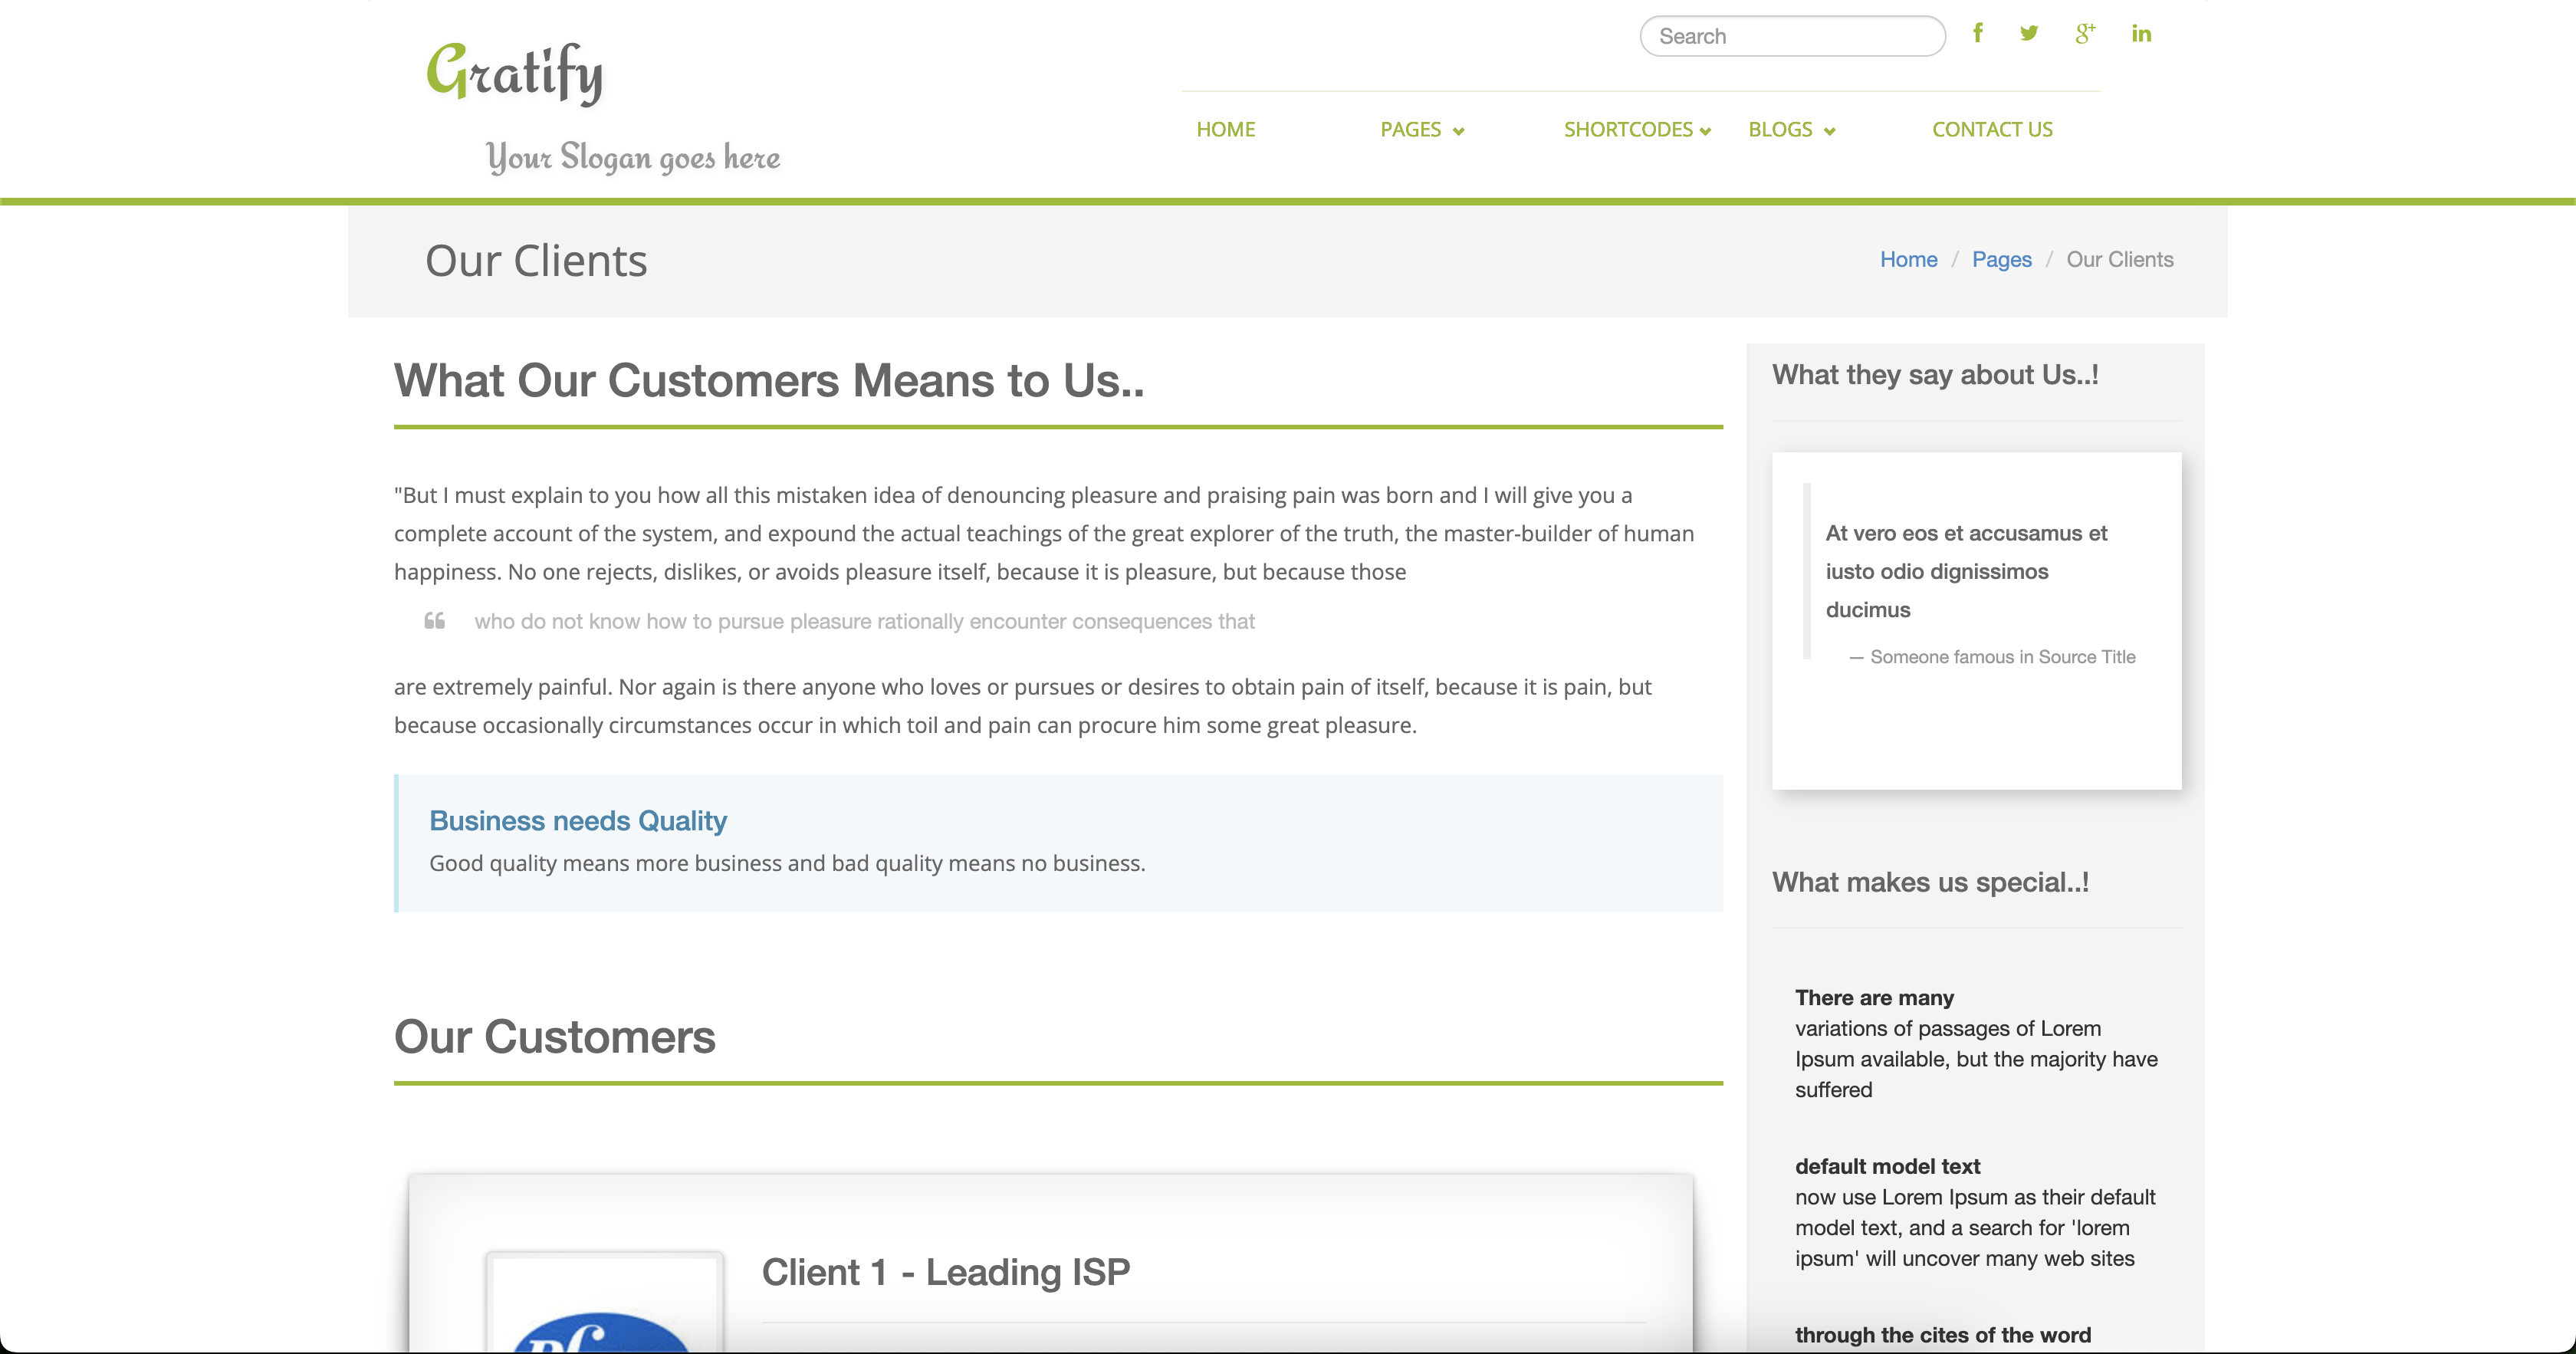 Search
Gratify
Your Slogan goes here
HOME PAGES SHORTCODES BLOGS CONTACT US
Our Clients
Home / Pages / Our Clients
What Our Customers Means to Us..
"But I must explain to you how all this mistaken idea of denouncing pleasure and praising pain was born and I will give you a
complete account of the system, and expound the actual teachings of the great explorer of the truth, the master-builder of human
happiness. No one rejects, dislikes, or avoids pleasure itself, because it is pleasure, but because those
“ who do not know how to pursue pleasure rationally encounter consequences that
are extremely painful. Nor again is there anyone who loves or pursues or desires to obtain pain of itself, because it is pain, but
because occasionally circumstances occur in which toil and pain can procure him some great pleasure.
Business needs Quality
Good quality means more business and bad quality means no business.
Our Customers
Client 1 - Leading ISP
What they say about Us..!
At vero eos et accusamus et
iusto odio dignissimos
ducimus
— Someone famous in Source Title
What makes us special..!
There are many
variations of passages of Lorem
Ipsum available, but the majority have
suffered
default model text
now use Lorem Ipsum as their default
model text, and a search for 'lorem
ipsum' will uncover many web sites
through the cites of the word